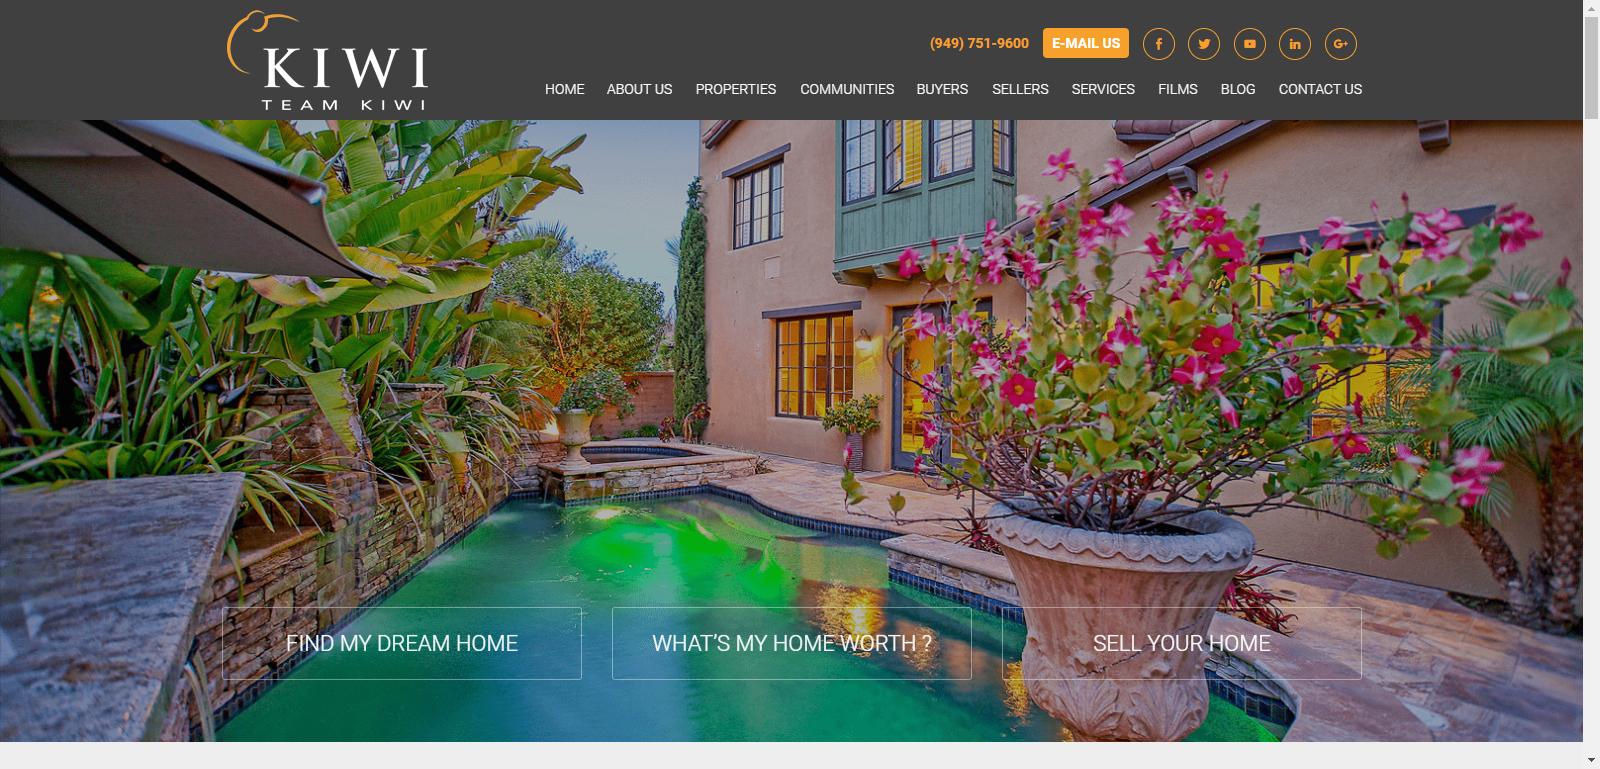 KIWI
TEAM KIWI
(949) 751-9600
E-MAIL US
HOME ABOUT US PROPERTIES COMMUNITIES BUYERS SELLERS SERVICES FILMS BLOG CONTACT US
FIND MY DREAM HOME
WHAT'S MY HOME WORTH ?
SELL YOUR HOME